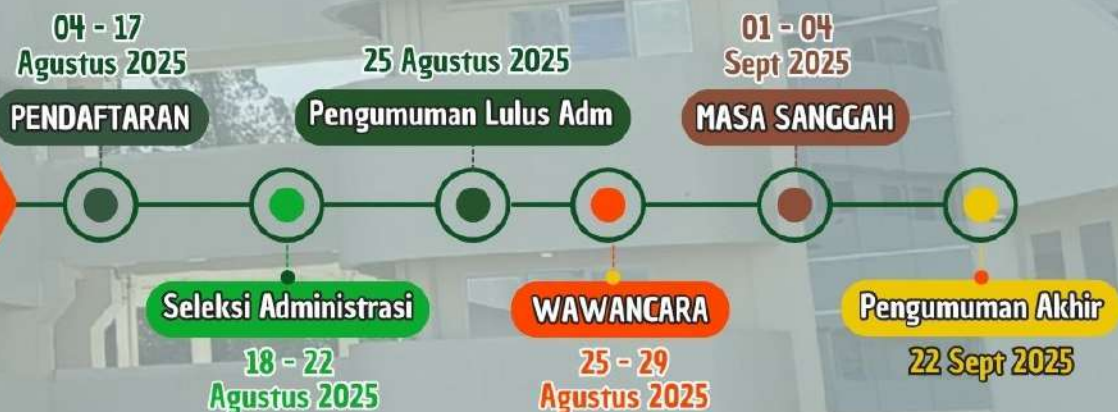 04 - 17
Agustus 2025
PENDAFTARAN
18 - 22
Agustus 2025
Seleksi Administrasi
25 Agustus 2025
Pengumuman Lulus Adm
WAWANCARA
25 - 29
Agustus 2025
01 - 04
Sept 2025
MASA SANGGAH
Pengumuman Akhir
22 Sept 2025